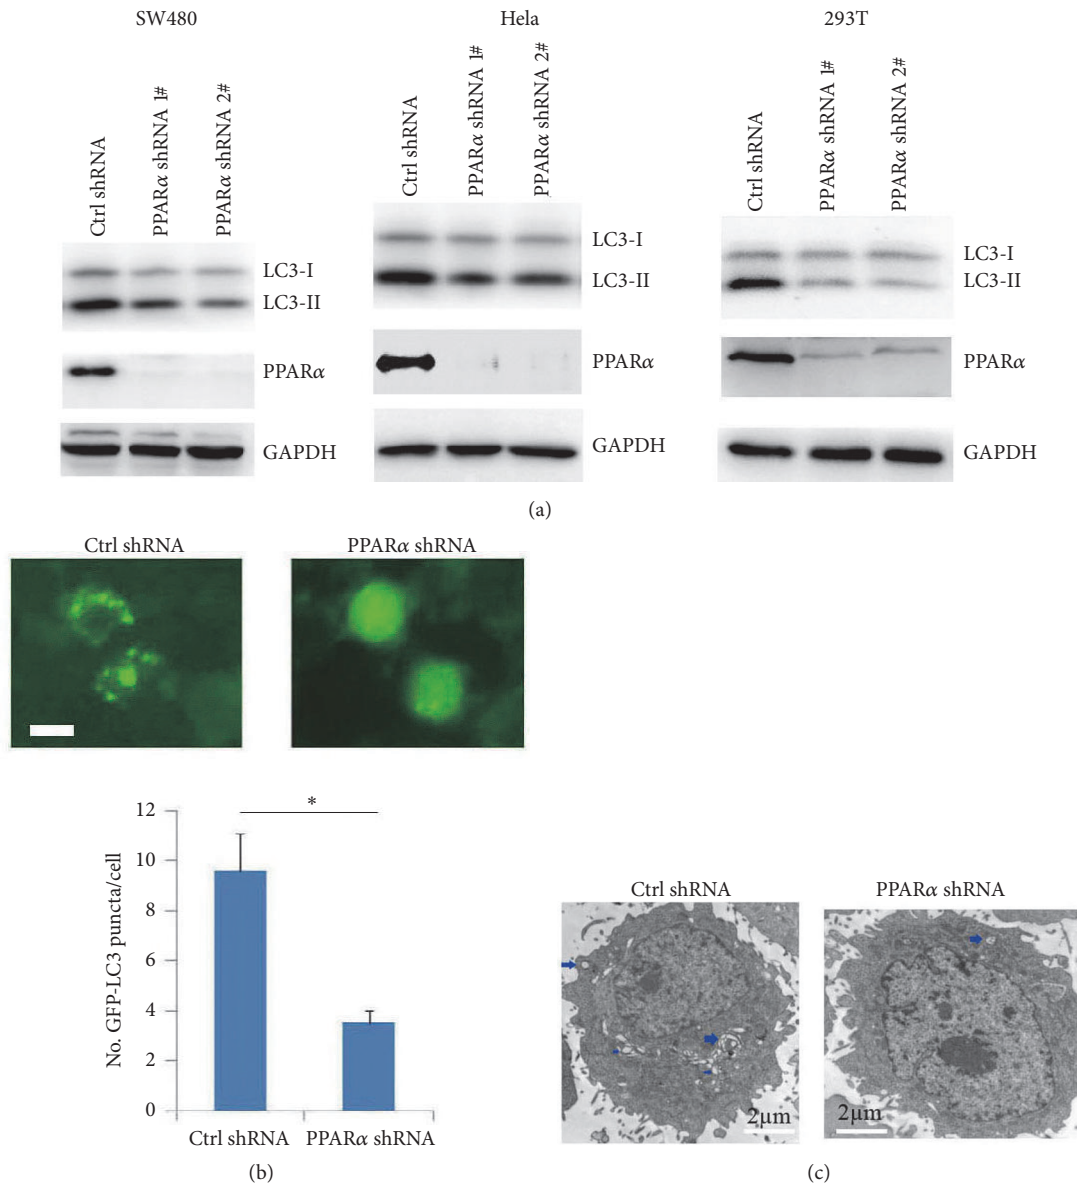 SW480
Hela
293T
Ctrl shRNA
PPARα shRNA 1#
PPARα shRNA 2#
Ctrl shRNA
PPARα shRNA 1#
PPARα shRNA 2#
Ctrl shRNA
PPARα shRNA 1#
PPARα shRNA 2#
LC3-I
LC3-II
PPARα
GAPDH
LC3-I
LC3-II
PPARα
GAPDH
LC3-I
LC3-II
PPARα
GAPDH
(a)
Ctrl shRNA
PPARα shRNA
No. GFP-LC3 puncta/cell
12
10
8
6
4
2
0
*
Ctrl shRNA
PPARα shRNA
(b)
Ctrl shRNA
PPARα shRNA
2μm
2μm
(c)